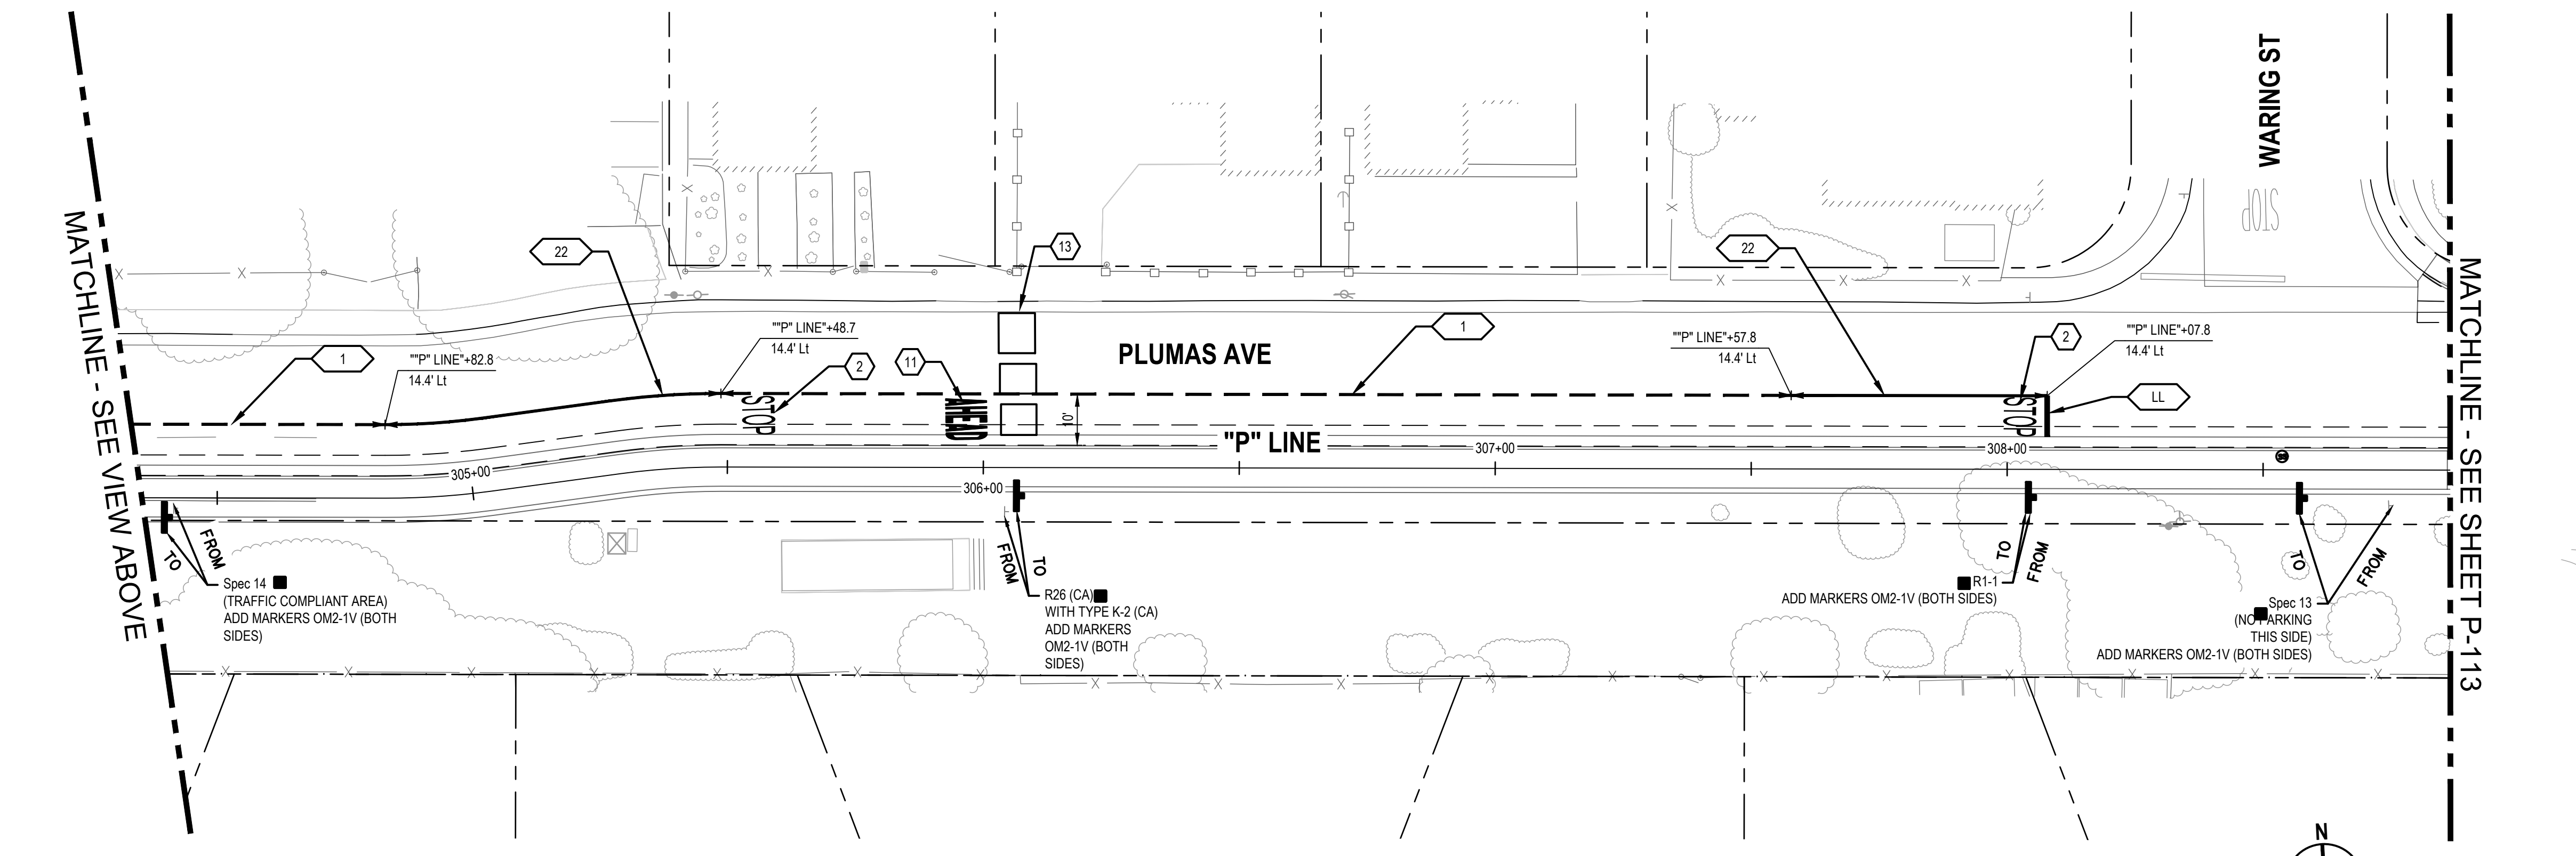 WARING ST
STOP
MATCHLINE - SEE VIEW ABOVE
22
13
22
1
""P" LINE"+82.8
14.4' Lt
""P" LINE"+48.7
14.4' Lt
2
11
PLUMAS AVE
1
""P" LINE"+57.8
14.4' Lt
2
""P" LINE"+07.8
14.4' Lt
LL
STOP
AHEAD
10'
STOP
"P" LINE
305+00
306+00
307+00
308+00
MATCHLINE - SEE SHEET P-113
TO
FROM
Spec 14
(TRAFFIC COMPLIANT AREA)
ADD MARKERS OM2-1V (BOTH
SIDES)
FROM
TO
R26 (CA)
WITH TYPE K-2 (CA)
ADD MARKERS
OM2-1V (BOTH
SIDES)
TO
FROM
R1-1
ADD MARKERS OM2-1V (BOTH SIDES)
TO
FROM
Spec 13
(NO PARKING
THIS SIDE)
ADD MARKERS OM2-1V (BOTH SIDES)
N